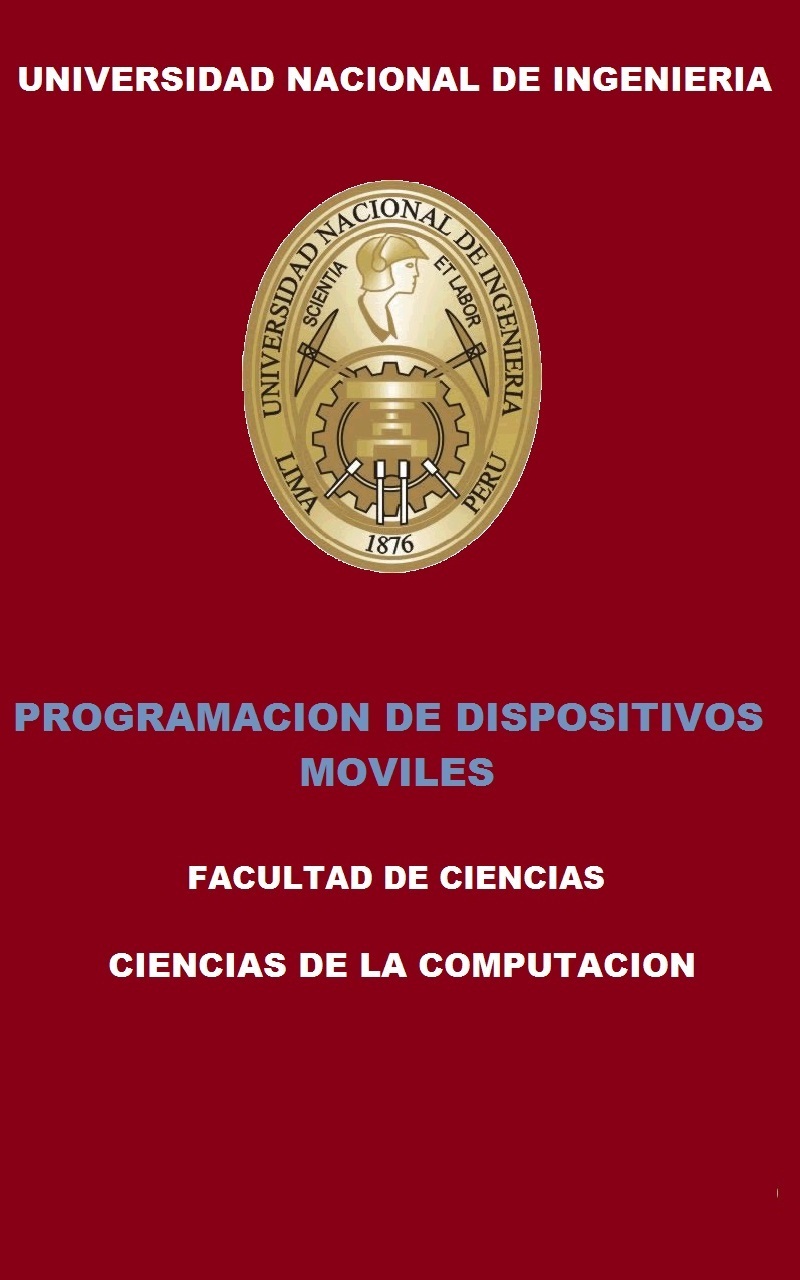 UNIVERSIDAD NACIONAL DE INGENIERIA
UNIVERSIDAD NACIONAL DE INGENIERIA
SCIENTIA ET LABOR
LIMA PERU
1876
PROGRAMACION DE DISPOSITIVOS
MOVILES
FACULTAD DE CIENCIAS
CIENCIAS DE LA COMPUTACION